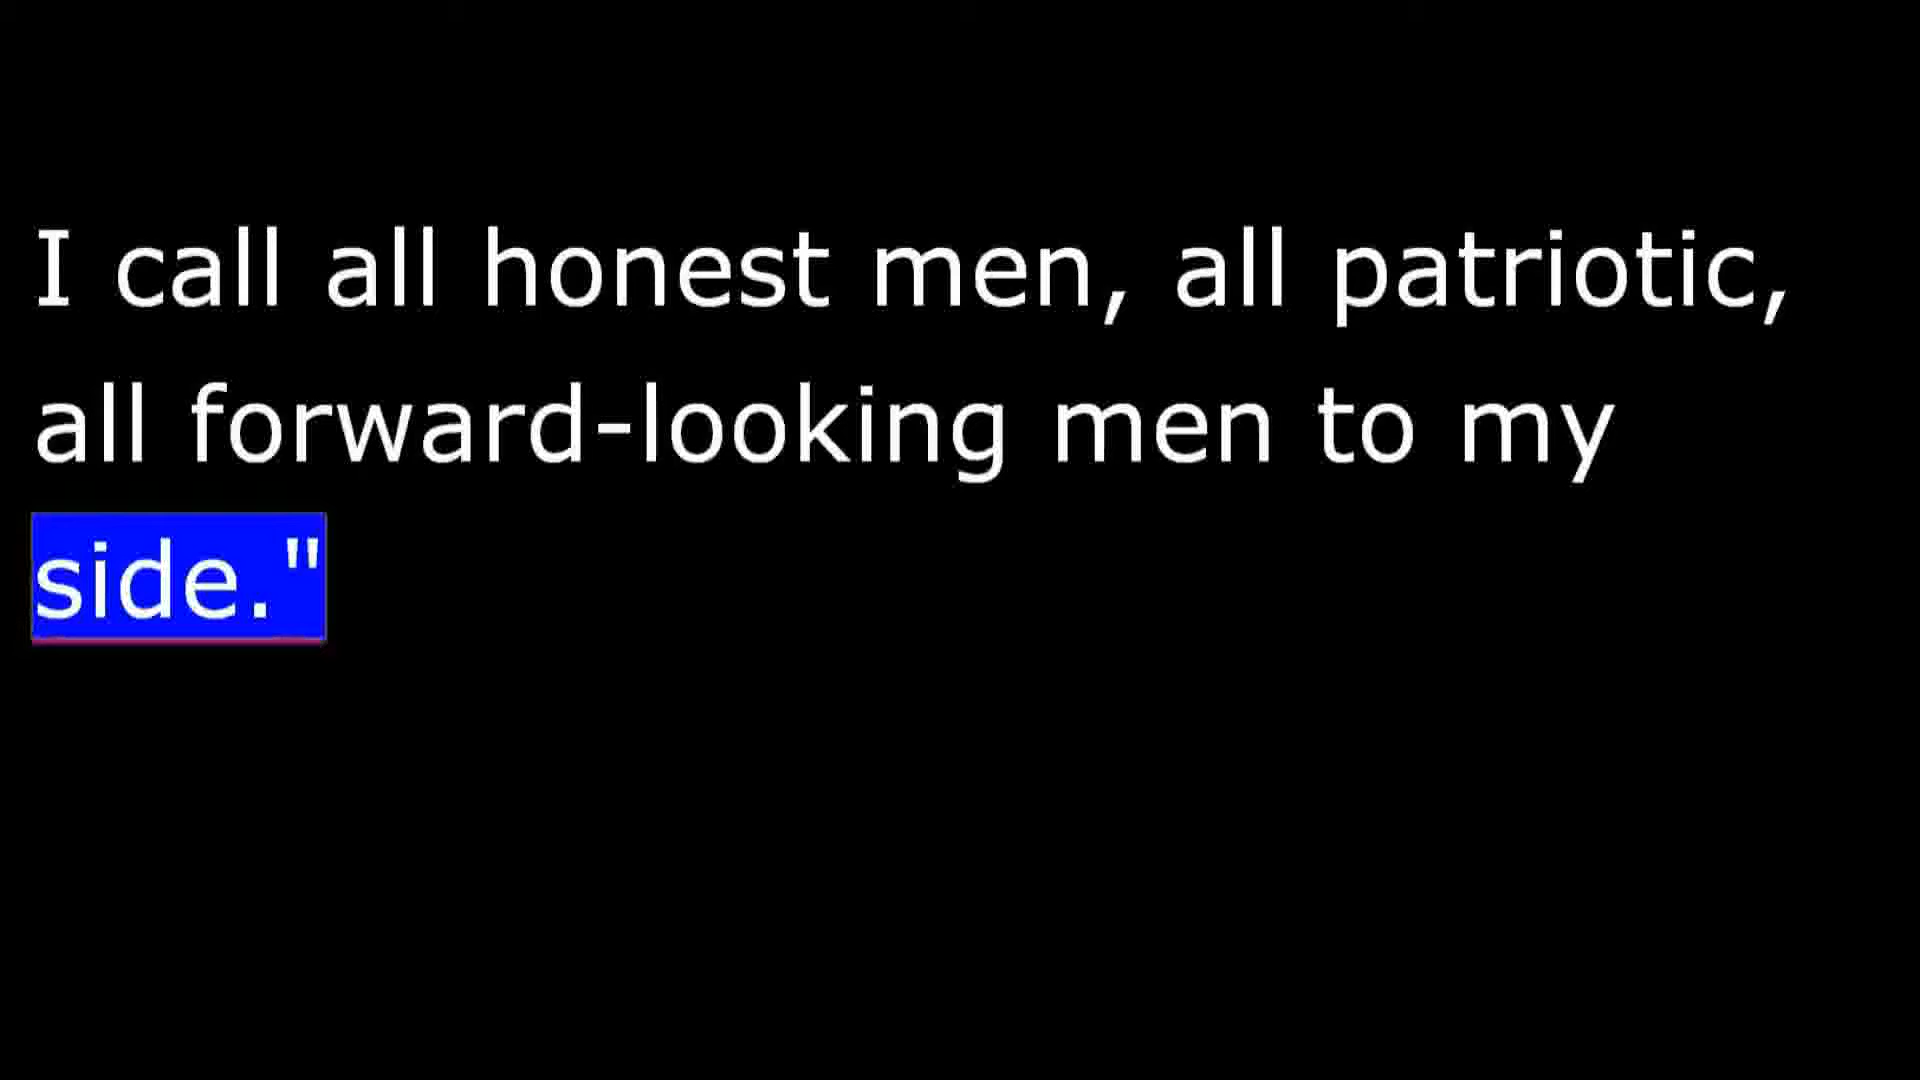 I call all honest men, all patriotic,
all forward-looking men to my
side."